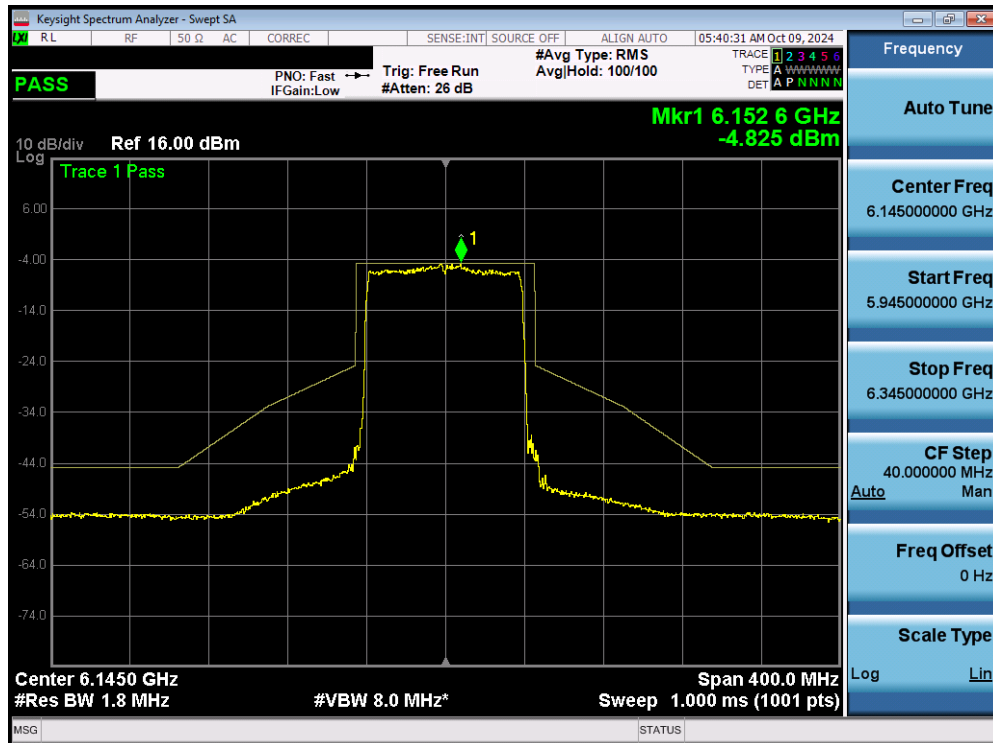 Keysight Spectrum Analyzer - Swept SA
LXI RL RF 50 Ω AC CORREC SENSE:INT SOURCE OFF ALIGN AUTO 05:40:31 AM Oct 09, 2024
PASS
PNO: Fast
IFGain:Low
Trig: Free Run
#Atten: 26 dB
#Avg Type: RMS
Avg|Hold: 100/100
TRACE 1 2 3 4 5 6
TYPE A WWWWW
DET A P N N N N
Mkr1 6.152 6 GHz
-4.825 dBm
10 dB/div Ref 16.00 dBm
Log
Trace 1 Pass
1
6.00
-4.00
-14.0
-24.0
-34.0
-44.0
-54.0
-64.0
-74.0
Center 6.1450 GHz Span 400.0 MHz
#Res BW 1.8 MHz #VBW 8.0 MHz* Sweep 1.000 ms (1001 pts)
MSG STATUS
Frequency
Auto Tune
Center Freq
6.145000000 GHz
Start Freq
5.945000000 GHz
Stop Freq
6.345000000 GHz
CF Step
40.000000 MHz
Auto Man
Freq Offset
0 Hz
Scale Type
Log Lin